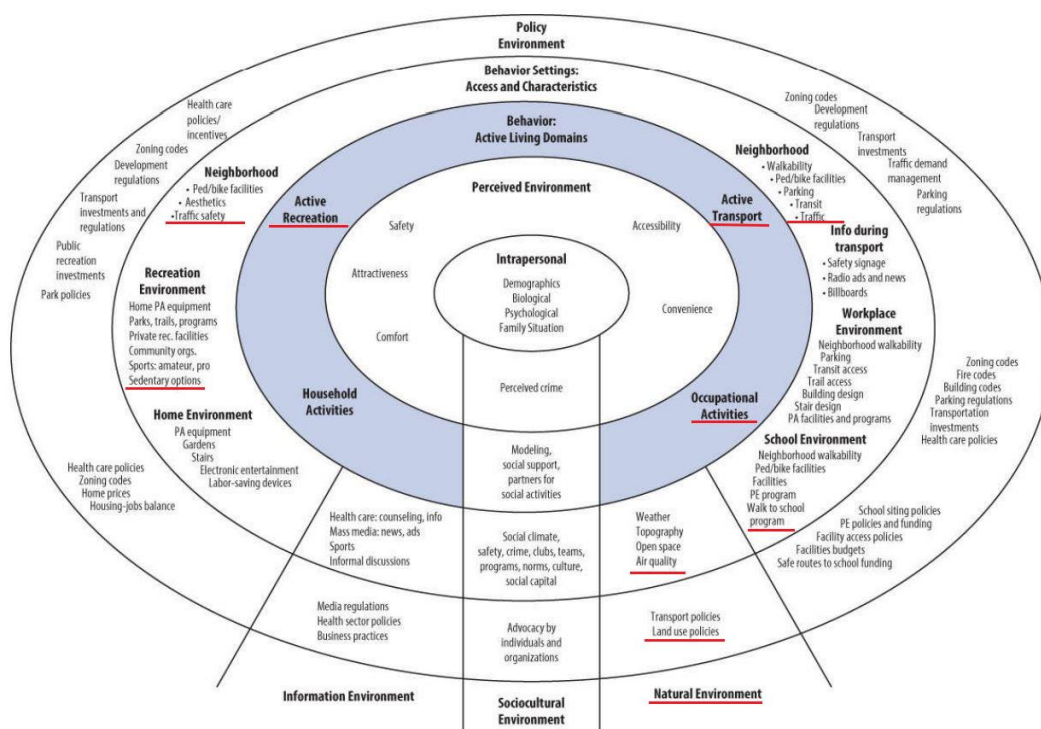 Policy
Environment
Behavior Settings:
Access and Characteristics
Behavior:
Active Living Domains
Perceived Environment
Intrapersonal
Demographics
Biological
Psychological
Family Situation
Safety
Attractiveness
Comfort
Accessibility
Convenience
Perceived crime
Active
Recreation
Active
Transport
Household
Activities
Occupational
Activities
Modeling,
social support,
partners for
social activities
Health care
policies/
incentives
Zoning codes
Development
regulations
Transport
investments and
regulations
Public
recreation
investments
Park policies
Neighborhood
• Ped/bike facilities
• Aesthetics
•Traffic safety
Recreation
Environment
Home PA equipment
Parks, trails, programs
Private rec. facilities
Community orgs.
Sports: amateur, pro
Sedentary options
Home Environment
PA equipment
Gardens
Stairs
Electronic entertainment
Labor-saving devices
Health care policies
Zoning codes
Home prices
Housing-jobs balance
Zoning codes
Development
regulations
Transport
investments
Traffic demand
management
Parking
regulations
Neighborhood
• Walkability
• Ped/bike facilities
• Parking
• Transit
• Traffic
Info during
transport
• Safety signage
• Radio ads and news
• Billboards
Workplace
Environment
Neighborhood walkability
Parking
Transit access
Trail access
Building design
Stair design
PA facilities and programs
Zoning codes
Fire codes
Building codes
Parking regulations
Transportation
investments
Health care policies
School Environment
Neighborhood walkability
Ped/bike facilities
Facilities
PE program
Walk to school
program
School siting policies
PE policies and funding
Facility access policies
Facilities budgets
Safe routes to school funding
Health care: counseling, info
Mass media: news, ads
Sports
Informal discussions
Social climate,
safety, crime, clubs, teams,
programs, norms, culture,
social capital
Weather
Topography
Open space
Air quality
Media regulations
Health sector policies
Business practices
Advocacy by
individuals and
organizations
Transport policies
Land use policies
Information Environment
Sociocultural
Environment
Natural Environment